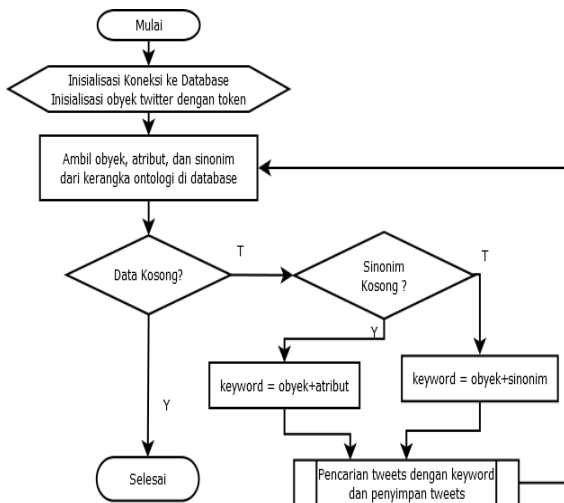 Mulai
Inisialisasi Koneksi ke Database
Inisialisasi obyek twitter dengan token
Ambil obyek, atribut, dan sinonim
dari kerangka ontologi di database
Data Kosong?
T
Sinonim
Kosong ?
T
Y
keyword = obyek+atribut
keyword = obyek+sinonim
Y
Selesai
Pencarian tweets dengan keyword
dan penyimpan tweets